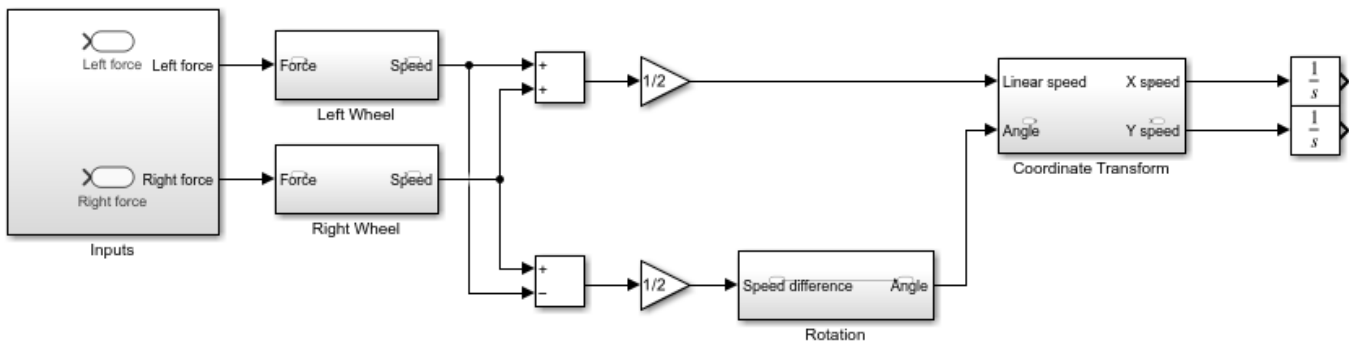 Left force
Left force
Right force
Right force
Inputs
Force
Speed
Left Wheel
Force
Speed
Right Wheel
+
+
1/2
+
−
1/2
Speed difference
Angle
Rotation
Linear speed
X speed
Angle
Y speed
Coordinate Transform
1
s
1
s